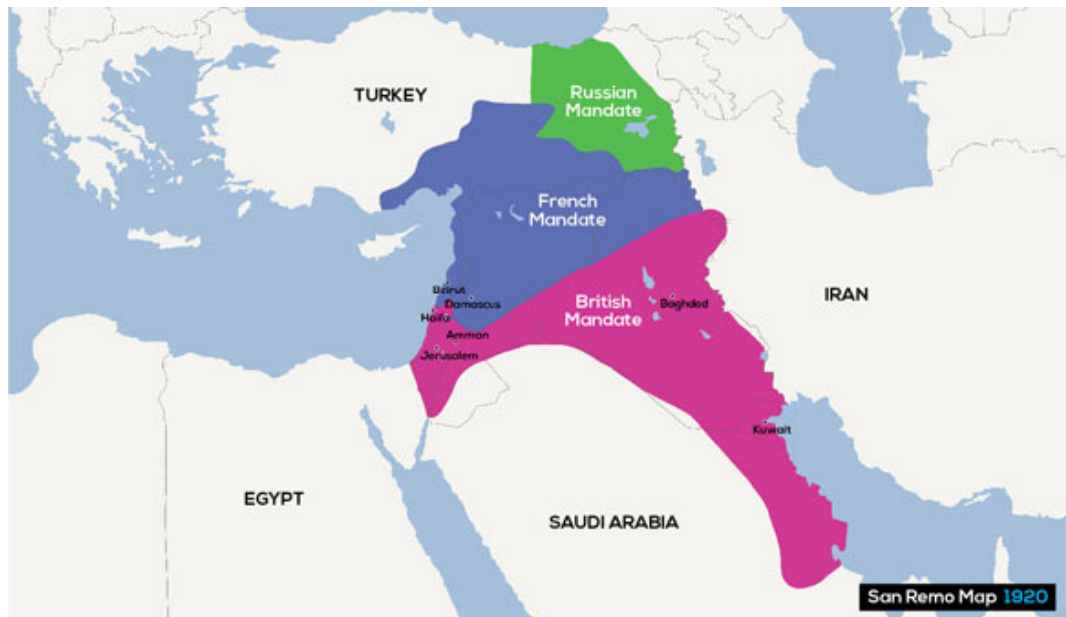 TURKEY
Russian
Mandate
French
Mandate
Beirut
Damascus
Haifa
Amman
Jerusalem
British
Mandate
Baghdad
IRAN
Kuwait
EGYPT
SAUDI ARABIA
San Remo Map 1920